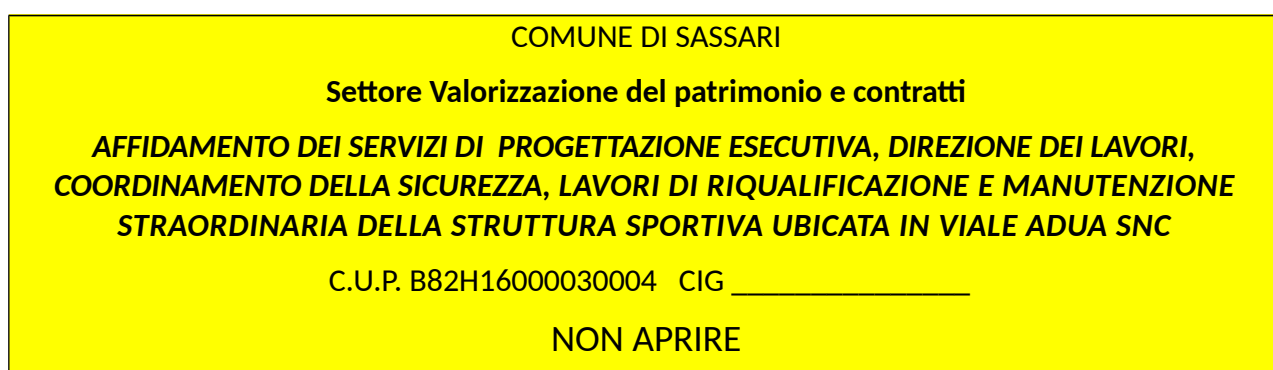 COMUNE DI SASSARI
Settore Valorizzazione del patrimonio e contratti
AFFIDAMENTO DEI SERVIZI DI  PROGETTAZIONE ESECUTIVA, DIREZIONE DEI LAVORI,
COORDINAMENTO DELLA SICUREZZA, LAVORI DI RIQUALIFICAZIONE E MANUTENZIONE
STRAORDINARIA DELLA STRUTTURA SPORTIVA UBICATA IN VIALE ADUA SNC
C.U.P. B82H16000030004   CIG _______________
NON APRIRE